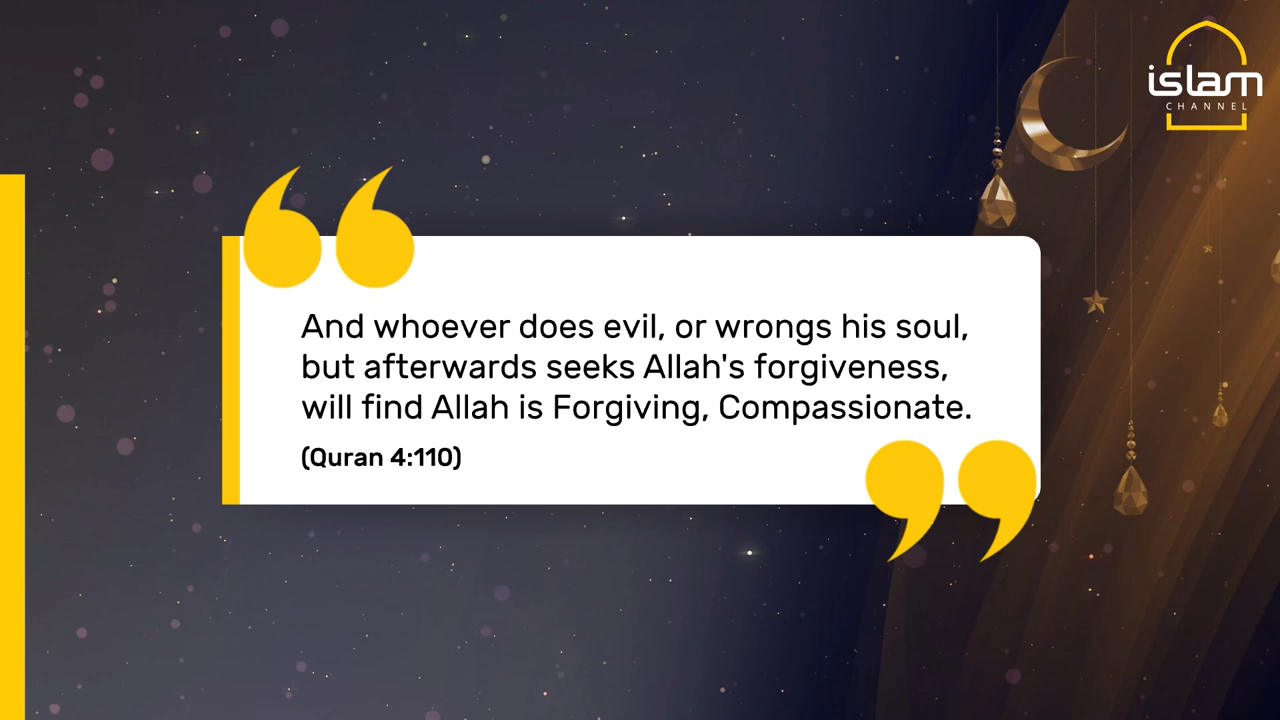 islam
CHANNEL
And whoever does evil, or wrongs his soul,
but afterwards seeks Allah's forgiveness,
will find Allah is Forgiving, Compassionate.
(Quran 4:110)